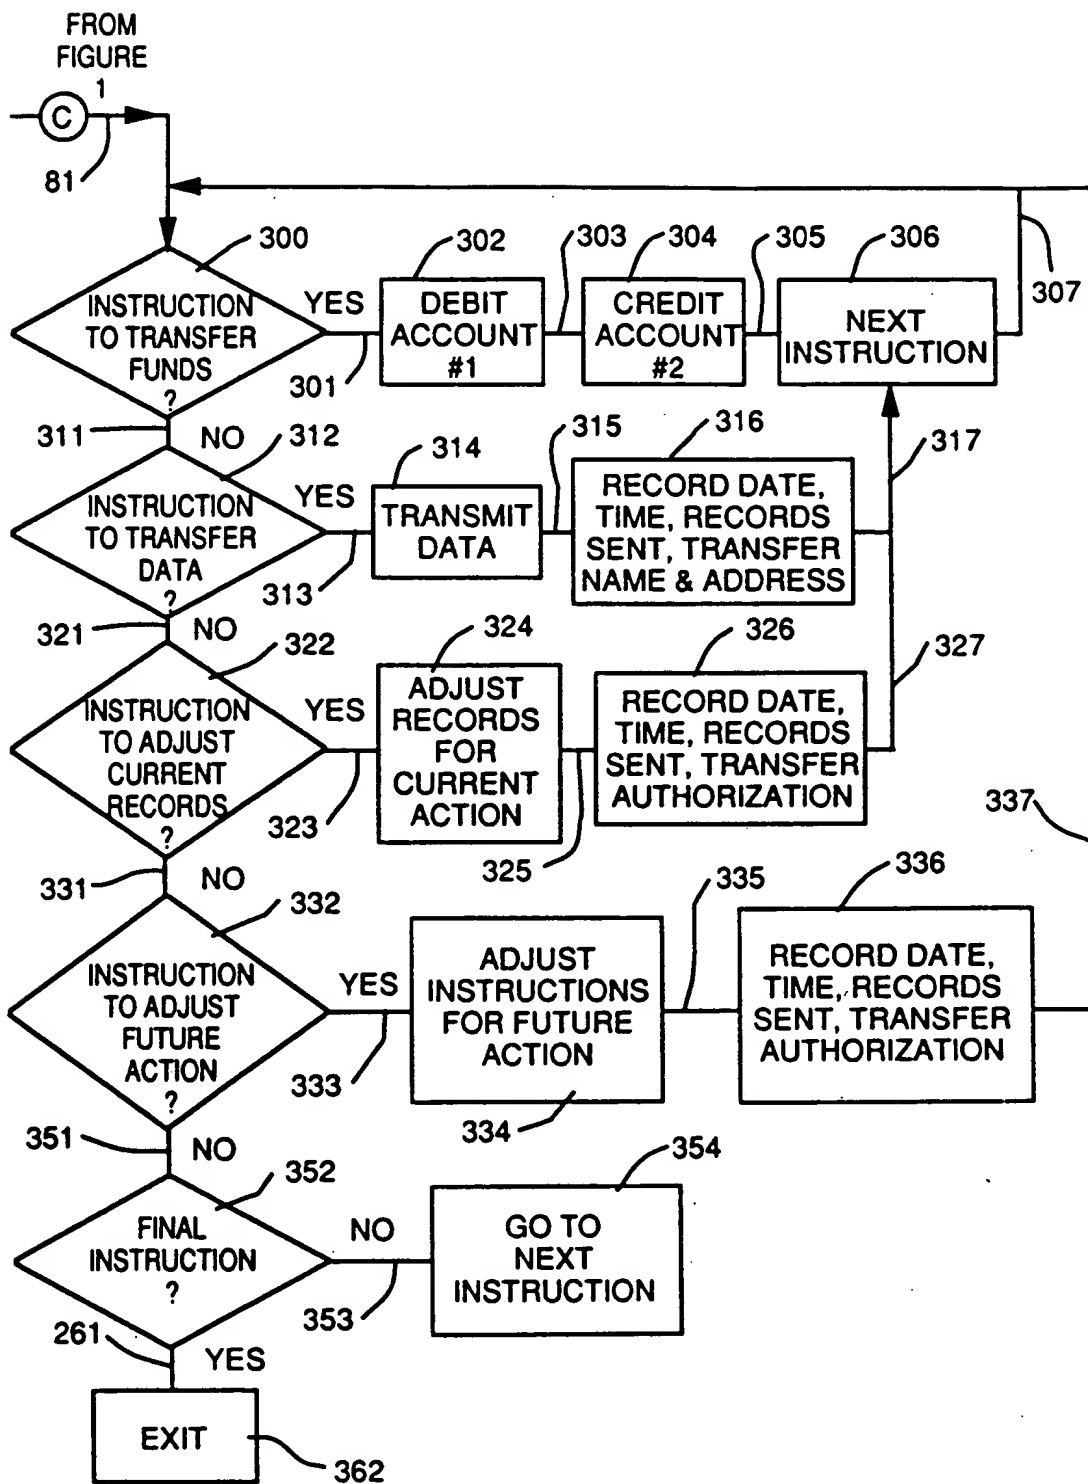 FROM
FIGURE
1
C
81
300
302
303
304
305
306
307
INSTRUCTION
TO TRANSFER
FUNDS
?
YES
301
DEBIT
ACCOUNT
#1
CREDIT
ACCOUNT
#2
NEXT
INSTRUCTION
311
NO
312
314
315
316
317
INSTRUCTION
TO TRANSFER
DATA
?
YES
313
TRANSMIT
DATA
RECORD DATE,
TIME, RECORDS
SENT, TRANSFER
NAME & ADDRESS
321
NO
322
324
326
327
INSTRUCTION
TO ADJUST
CURRENT
RECORDS
?
YES
323
ADJUST
RECORDS
FOR
CURRENT
ACTION
325
RECORD DATE,
TIME, RECORDS
SENT, TRANSFER
AUTHORIZATION
337
331
NO
332
335
336
INSTRUCTION
TO ADJUST
FUTURE
ACTION
?
YES
333
ADJUST
INSTRUCTIONS
FOR FUTURE
ACTION
334
RECORD DATE,
TIME, RECORDS
SENT, TRANSFER
AUTHORIZATION
351
NO
352
354
FINAL
INSTRUCTION
?
NO
353
GO TO
NEXT
INSTRUCTION
261
YES
EXIT
362